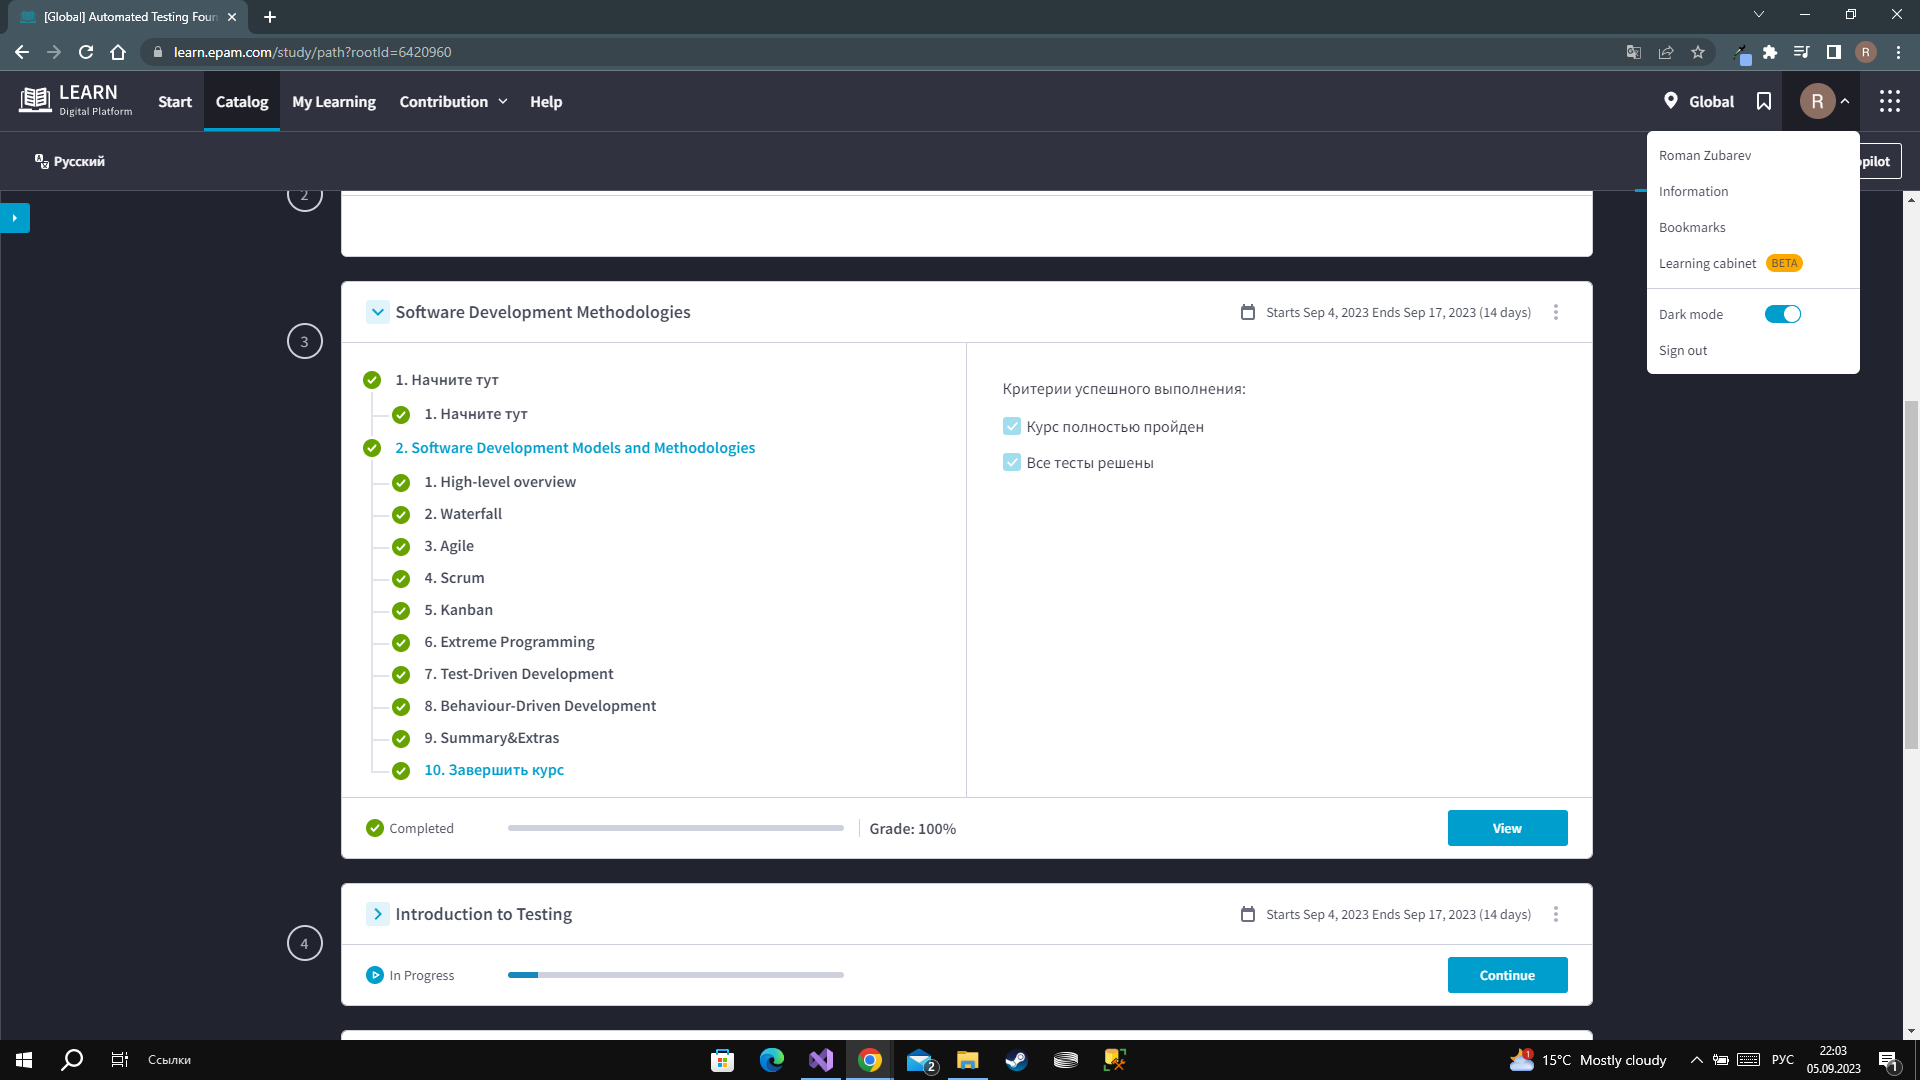 [Global] Automated Testing Foun
learn.epam.com/study/path?rootId=6420960
R
LEARN
Digital Platform
Start
Catalog
My Learning
Contribution
Help
Global
R
Русский
pilot
Roman Zubarev
Information
Bookmarks
Learning cabinet BETA
Dark mode
Sign out
2
3
Software Development Methodologies
Starts Sep 4, 2023 Ends Sep 17, 2023 (14 days)
1. Начните тут
1. Начните тут
2. Software Development Models and Methodologies
1. High-level overview
2. Waterfall
3. Agile
4. Scrum
5. Kanban
6. Extreme Programming
7. Test-Driven Development
8. Behaviour-Driven Development
9. Summary&Extras
10. Завершить курс
Критерии успешного выполнения:
Курс полностью пройден
Все тесты решены
Completed
Grade: 100%
View
4
Introduction to Testing
Starts Sep 4, 2023 Ends Sep 17, 2023 (14 days)
In Progress
Continue
Ссылки
2
1
15°C Mostly cloudy
РУС
22:03
05.09.2023
1